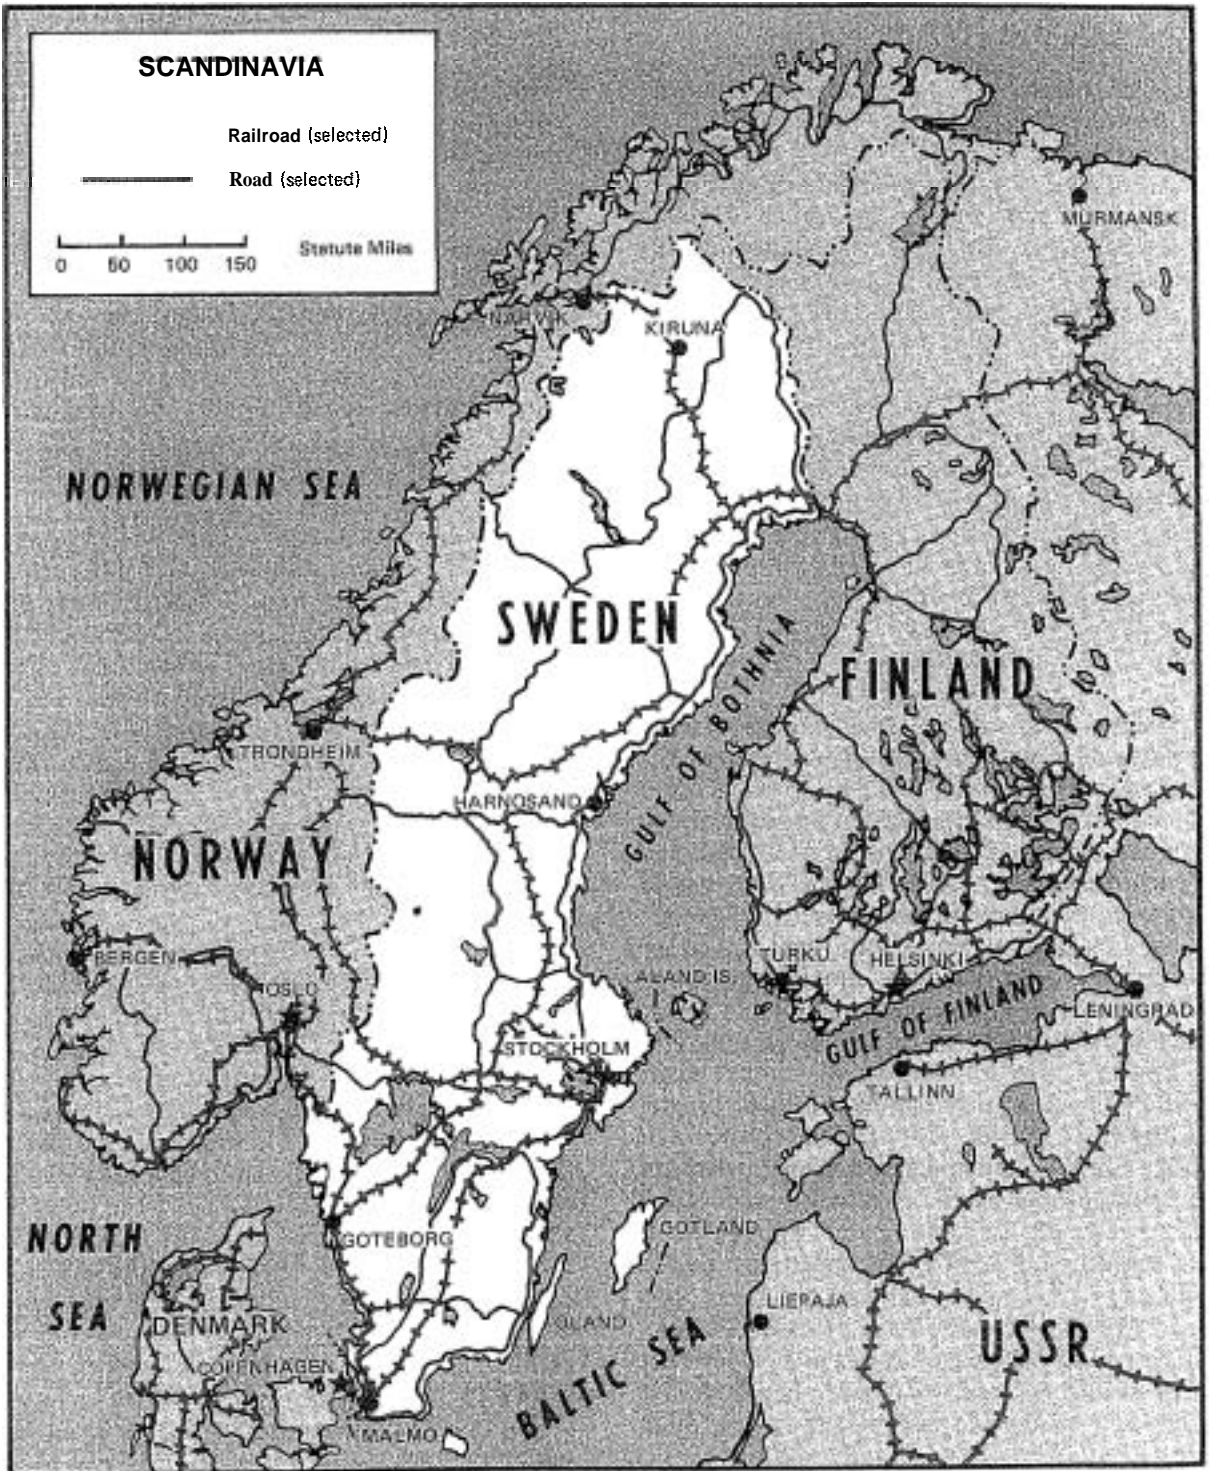 SCANDINAVIA
Railroad (selected)
Road (selected)
Statute Miles
0 50 100 150
MURMANSK
NARVIK
KIRUNA
NORWEGIAN SEA
SWEDEN
GULF OF BOTHNIA
FINLAND
TRONDHEIM
HARNOSAND
NORWAY
BERGEN
OSLO
ALAND IS.
TURKU
HELSINKI
LENINGRAD
GULF OF FINLAND
STOCKHOLM
TALLINN
NORTH
SEA
GOTEBORG
GOTLAND
LIEPAJA
OLAND
DENMARK
USSR
COPENHAGEN
BALTIC SEA
MALMO